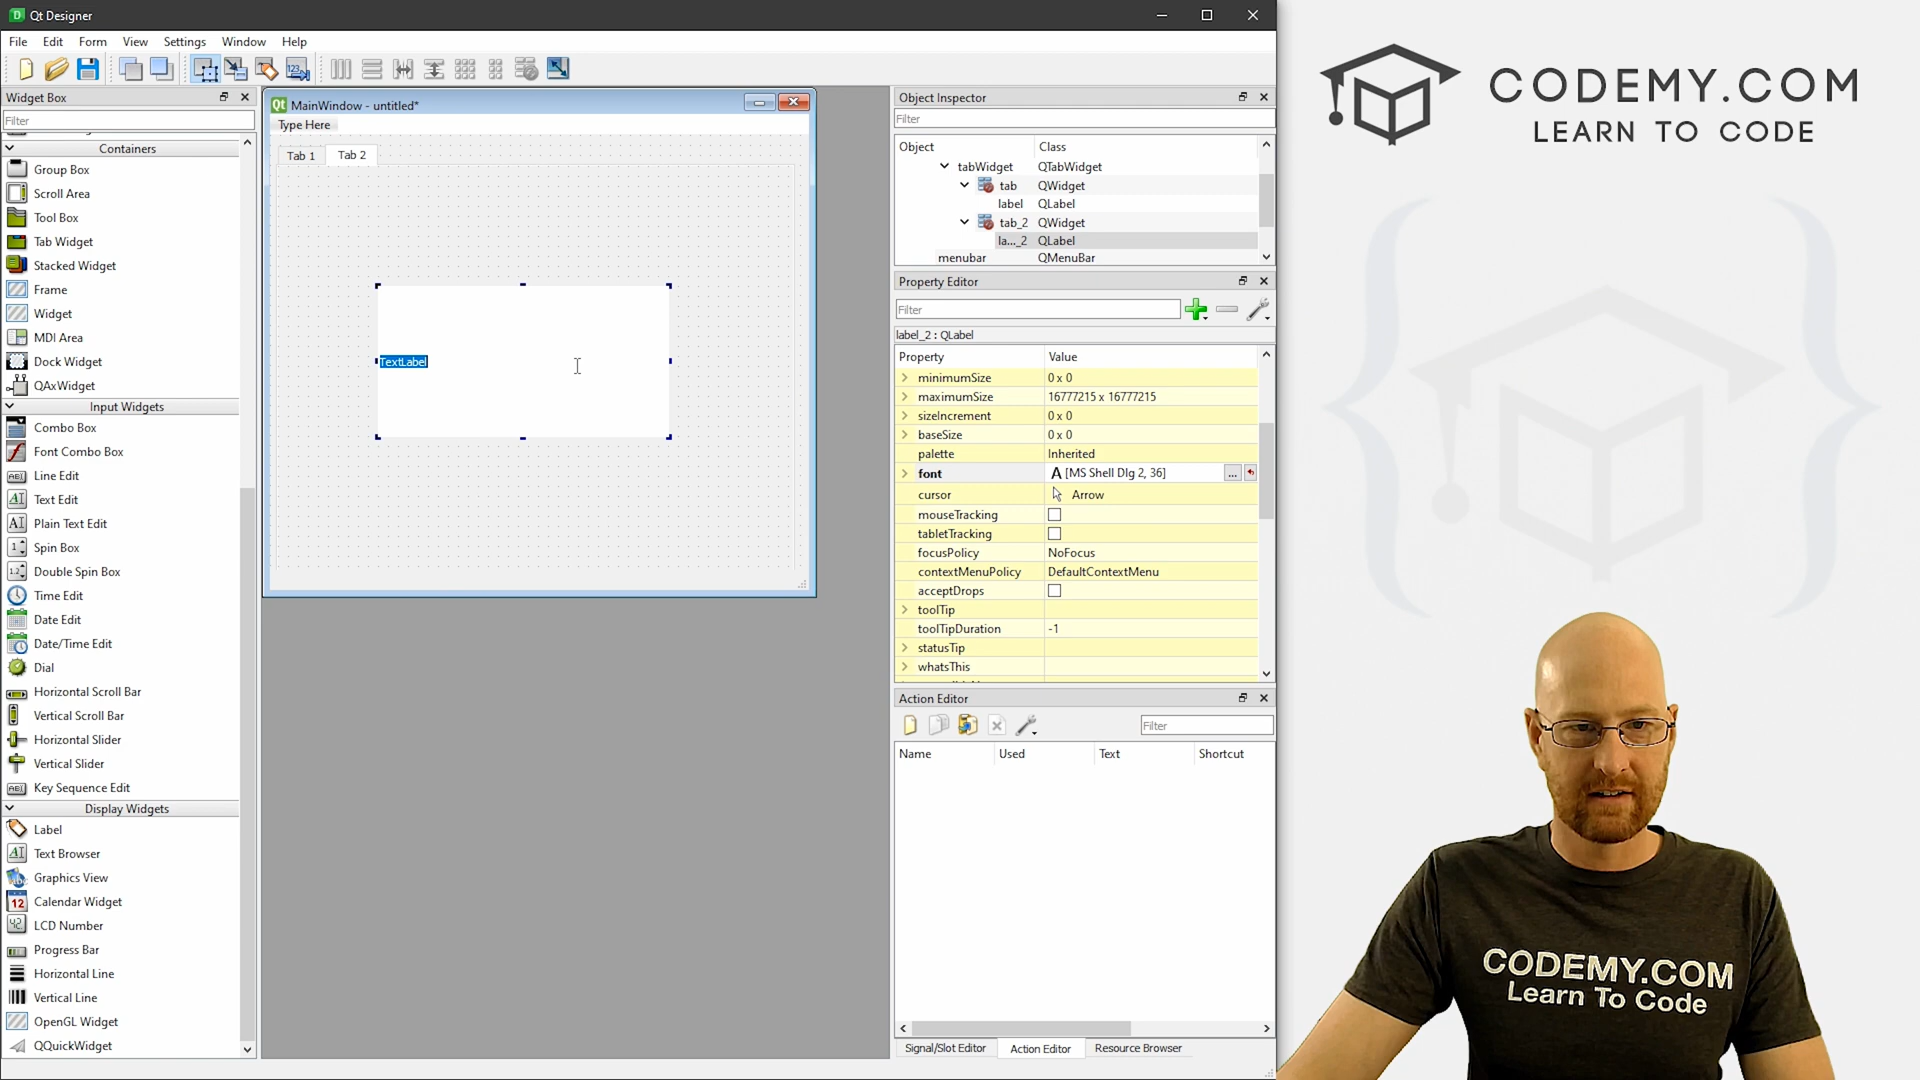 Qt Designer
File Edit Form View Settings Window Help
Widget Box
Filter
Containers
Group Box
Scroll Area
Tool Box
Tab Widget
Stacked Widget
Frame
Widget
MDI Area
Dock Widget
QAxWidget
Input Widgets
Combo Box
Font Combo Box
Line Edit
Text Edit
Plain Text Edit
Spin Box
Double Spin Box
Time Edit
Date Edit
Date/Time Edit
Dial
Horizontal Scroll Bar
Vertical Scroll Bar
Horizontal Slider
Vertical Slider
Key Sequence Edit
Display Widgets
Label
Text Browser
Graphics View
Calendar Widget
LCD Number
Progress Bar
Horizontal Line
Vertical Line
OpenGL Widget
QQuickWidget
MainWindow - untitled*
Type Here
Tab 1 Tab 2
TextLabel
Object Inspector
Filter
Object Class
tabWidget QTabWidget
tab QWidget
label QLabel
tab_2 QWidget
la..._2 QLabel
menubar QMenuBar
Property Editor
Filter
label_2 : QLabel
Property Value
minimumSize 0 x 0
maximumSize 16777215 x 16777215
sizeIncrement 0 x 0
baseSize 0 x 0
palette Inherited
font A [MS Shell Dlg 2, 36] ...
cursor Arrow
mouseTracking
tabletTracking
focusPolicy NoFocus
contextMenuPolicy DefaultContextMenu
acceptDrops
toolTip
toolTipDuration -1
statusTip
whatsThis
Action Editor
Filter
Name Used Text Shortcut
Signal/Slot Editor Action Editor Resource Browser
CODEMY.COM
LEARN TO CODE
CODEMY.COM
Learn To Code